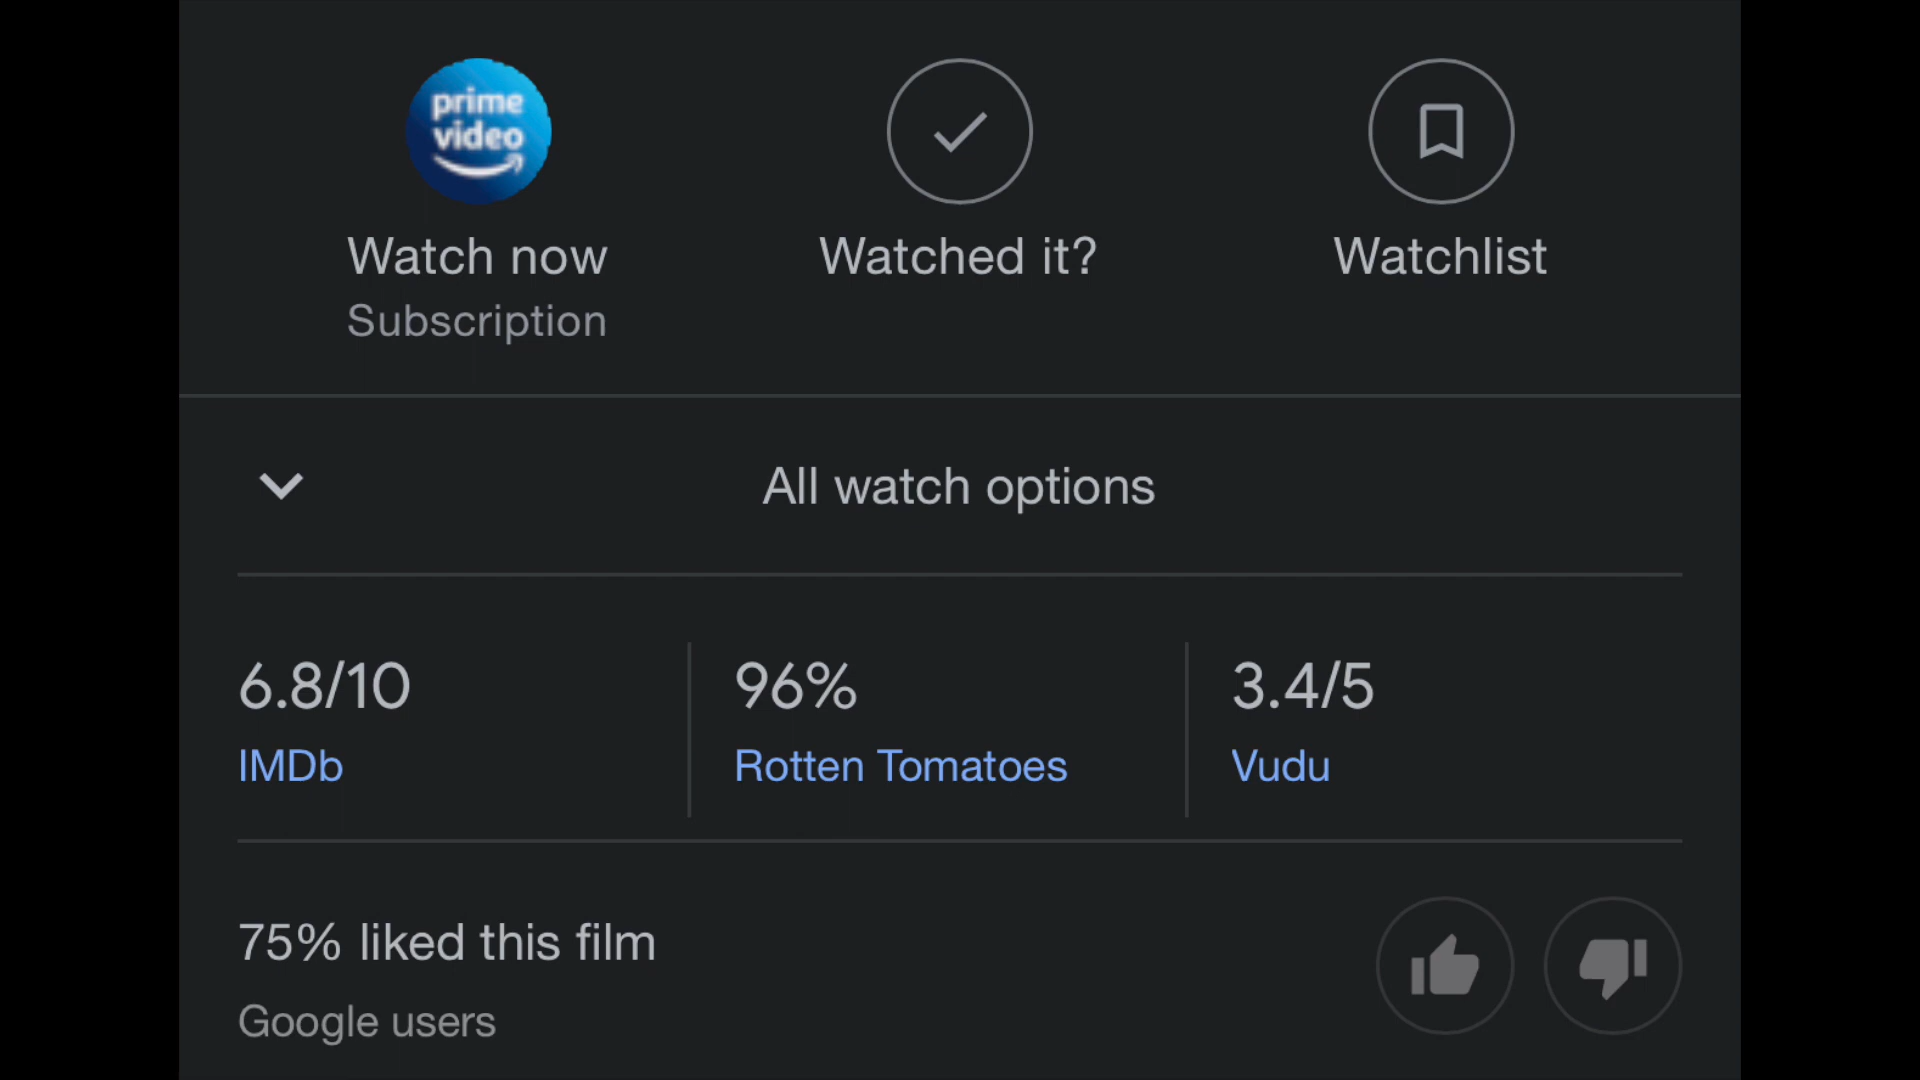 prime
video
Watch now
Subscription
Watched it?
Watchlist
All watch options
6.8/10
IMDb
96%
Rotten Tomatoes
3.4/5
Vudu
75% liked this film
Google users